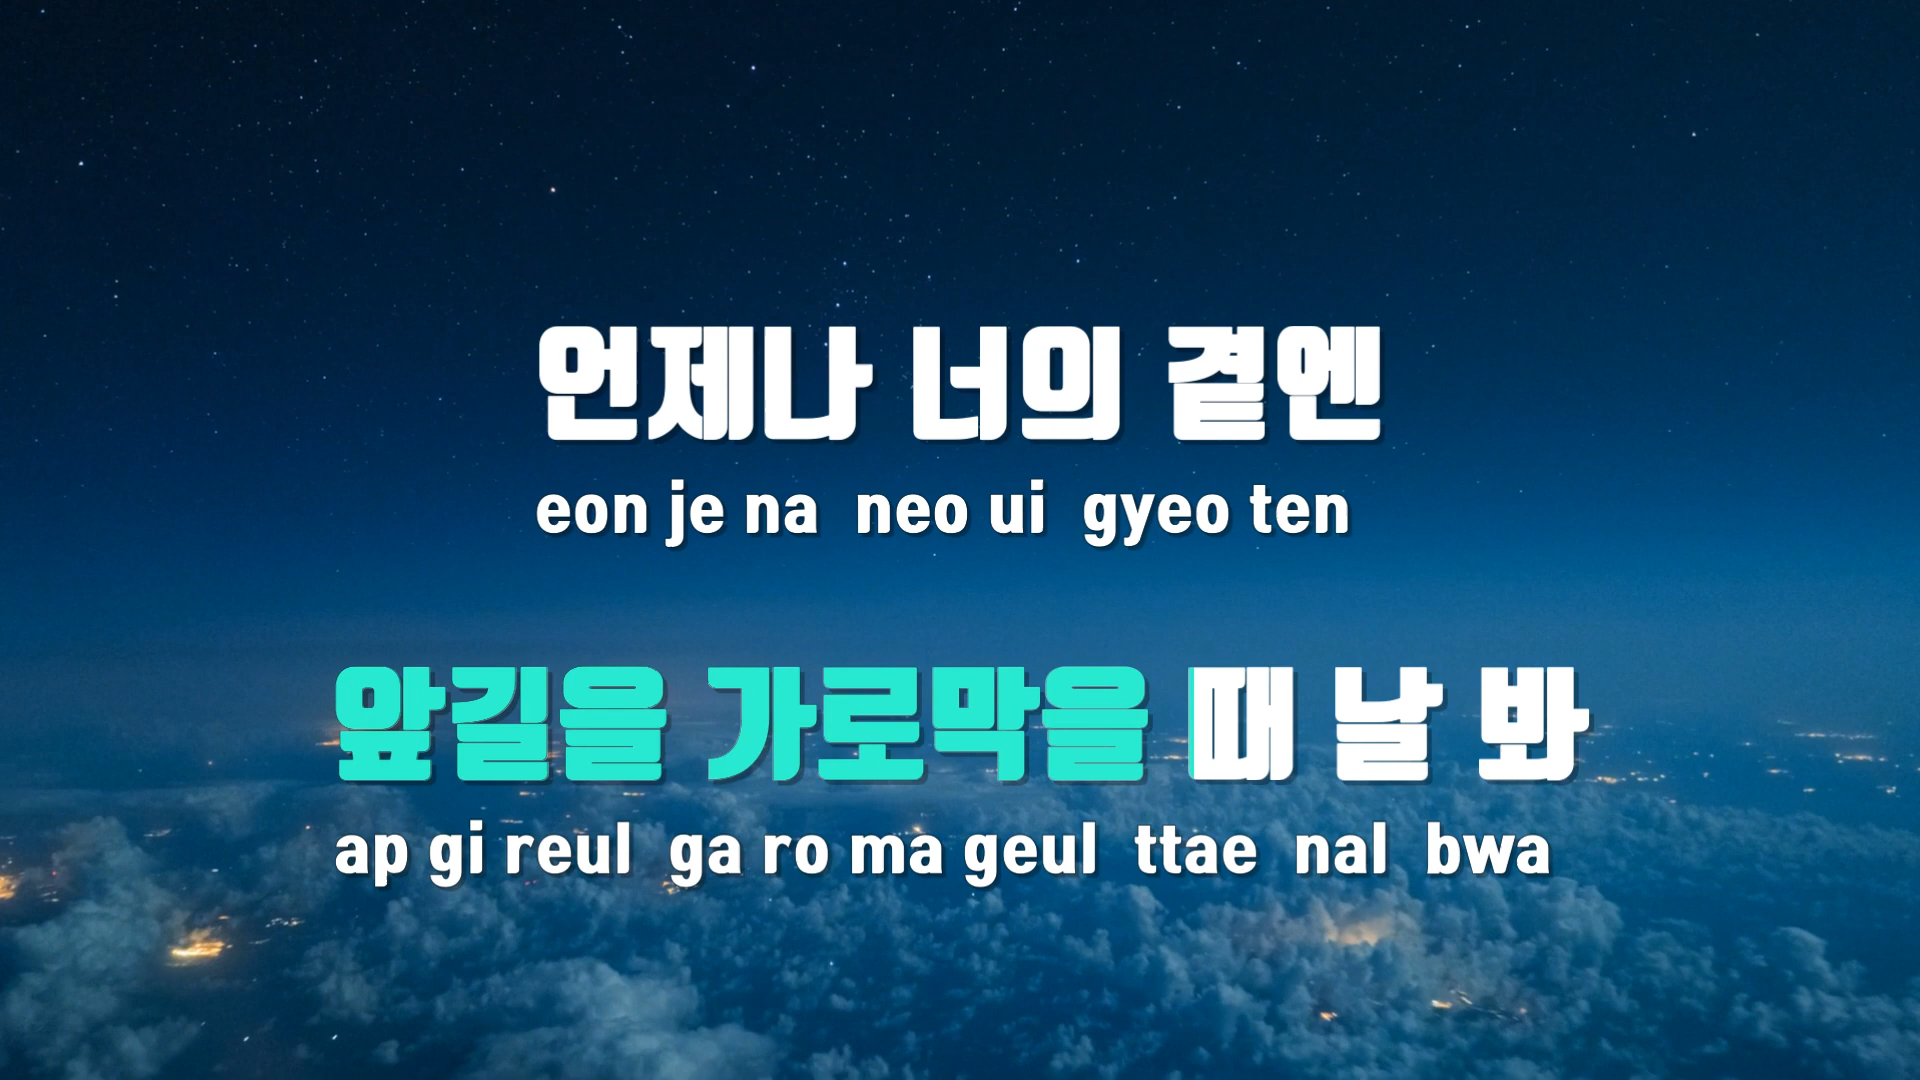 언제나 너의 곁엔
eon je na neo ui gyeo ten
앞길을 가로막을 때 날 봐
ap gi reul ga ro ma geul ttae nal bwa